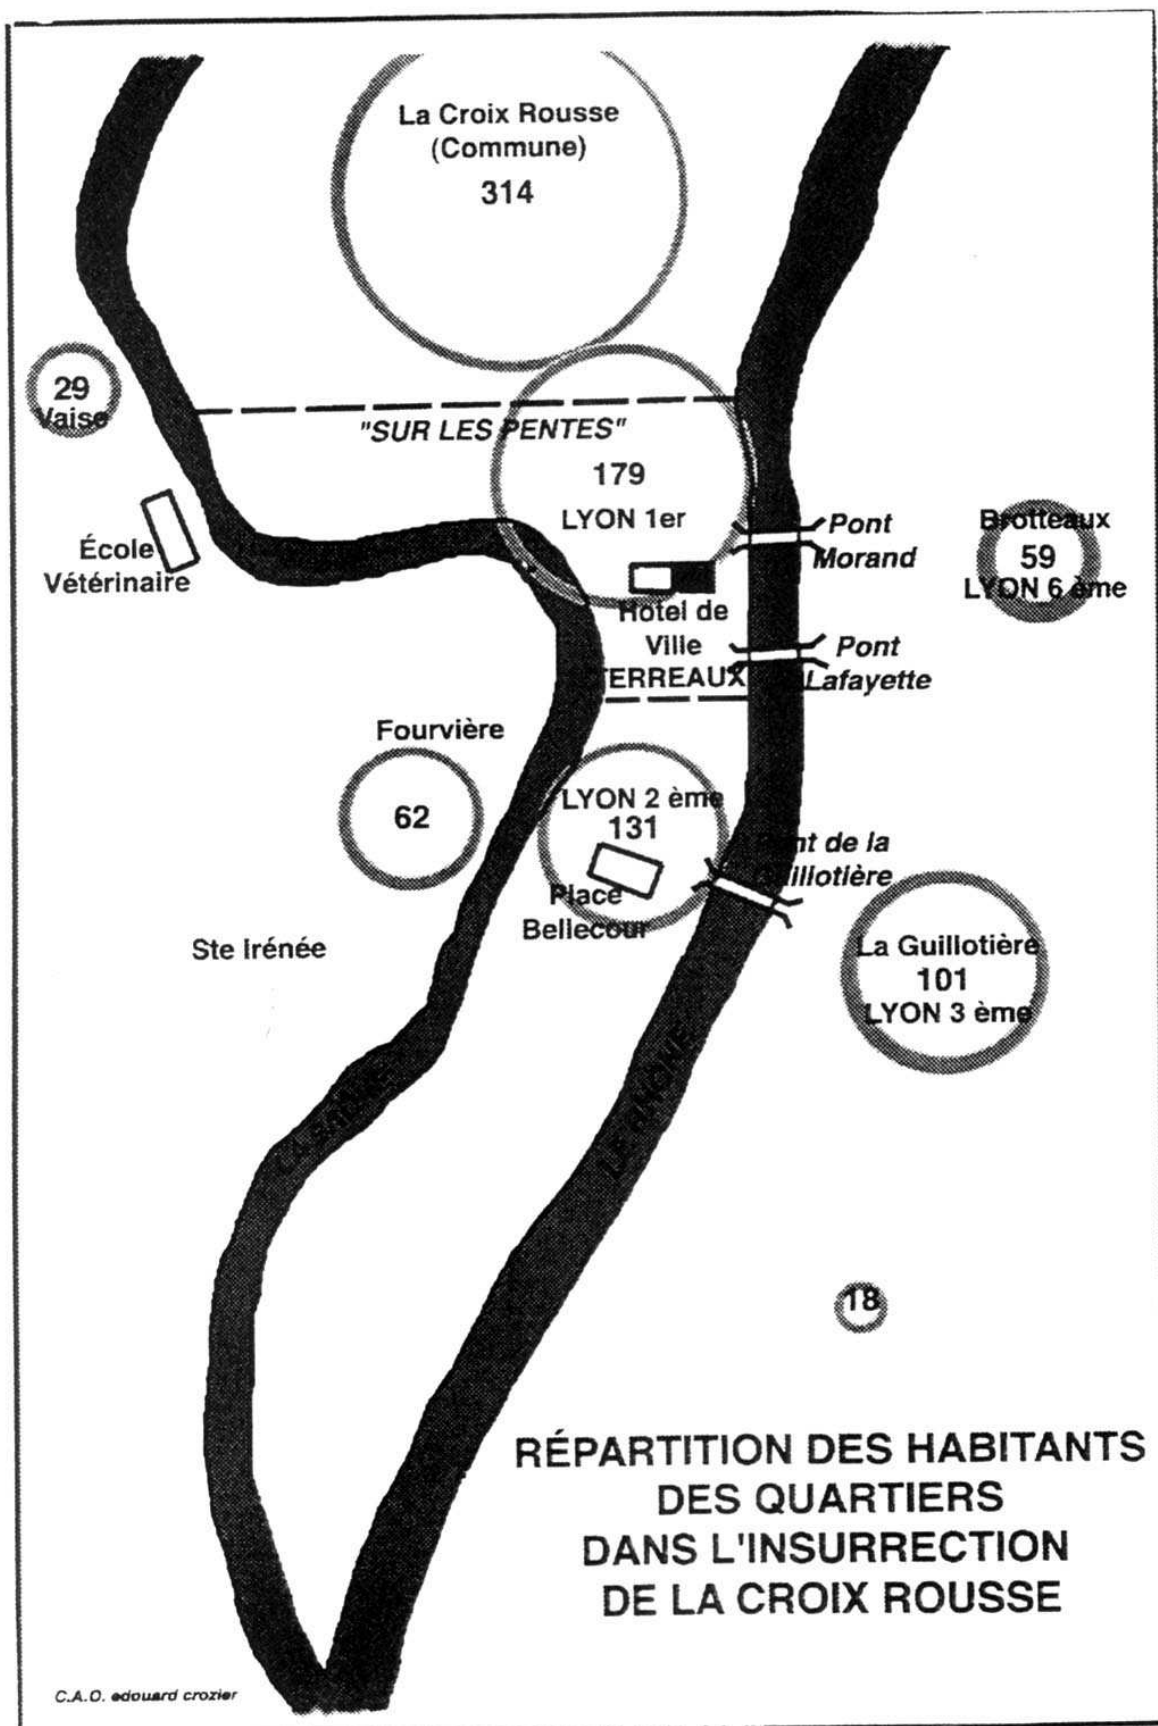 La Croix Rousse
(Commune)
314
29
Vaise
"SUR LES PENTES"
179
LYON 1er
École
Vétérinaire
Pont
Morand
Brotteaux
59
LYON 6 ème
Hotel de
Ville
TERREAUX
Pont
Lafayette
Fourvière
62
LYON 2 ème
131
Place
Bellecour
de la
La Guillotière
101
LYON 3 ème
Ste Irénée
LA SAÔNE
LE RHONE
18
RÉPARTITION DES HABITANTS
DES QUARTIERS
DANS L'INSURRECTION
DE LA CROIX ROUSSE
C.A.O. edouard crozier